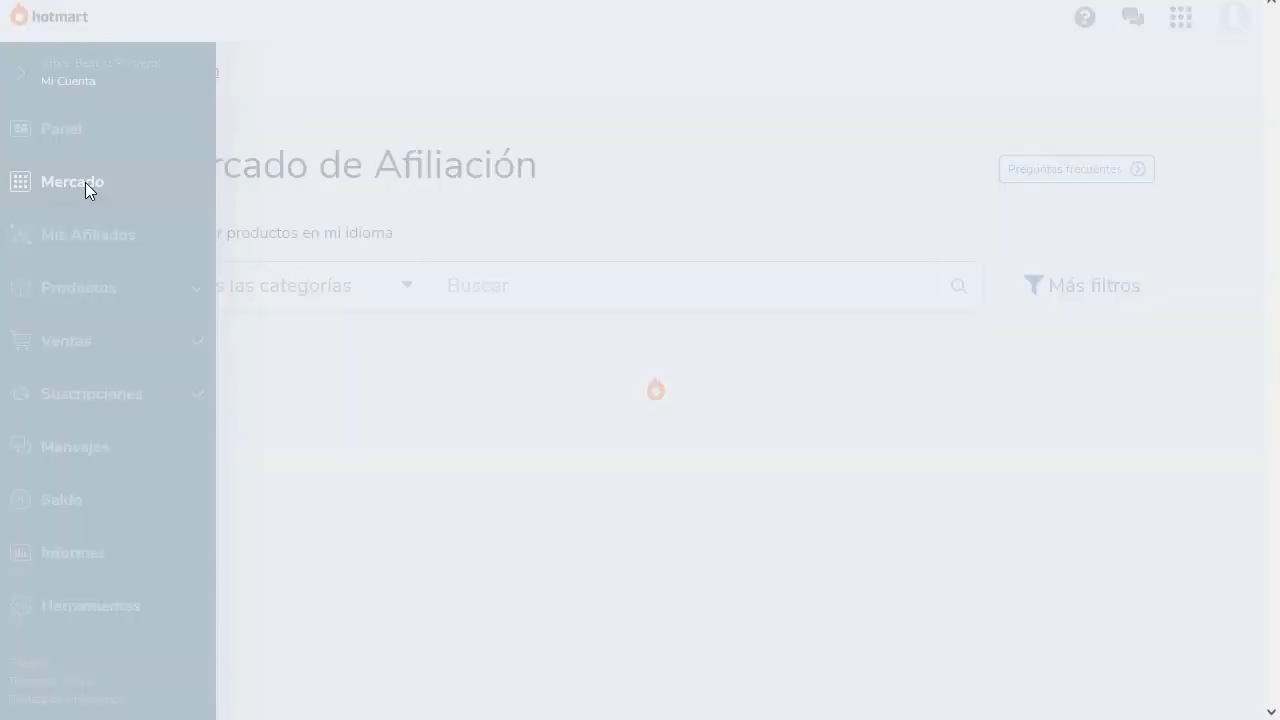 hotmart
Mi Cuenta
Panel
Mercado
Mis Afiliados
Productos
Ventas
Suscripciones
Mensajes
Saldo
Informes
Herramientas
rcado de Afiliación
Preguntas frecuentes
r productos en mi idioma
s las categorías
Buscar
Más filtros